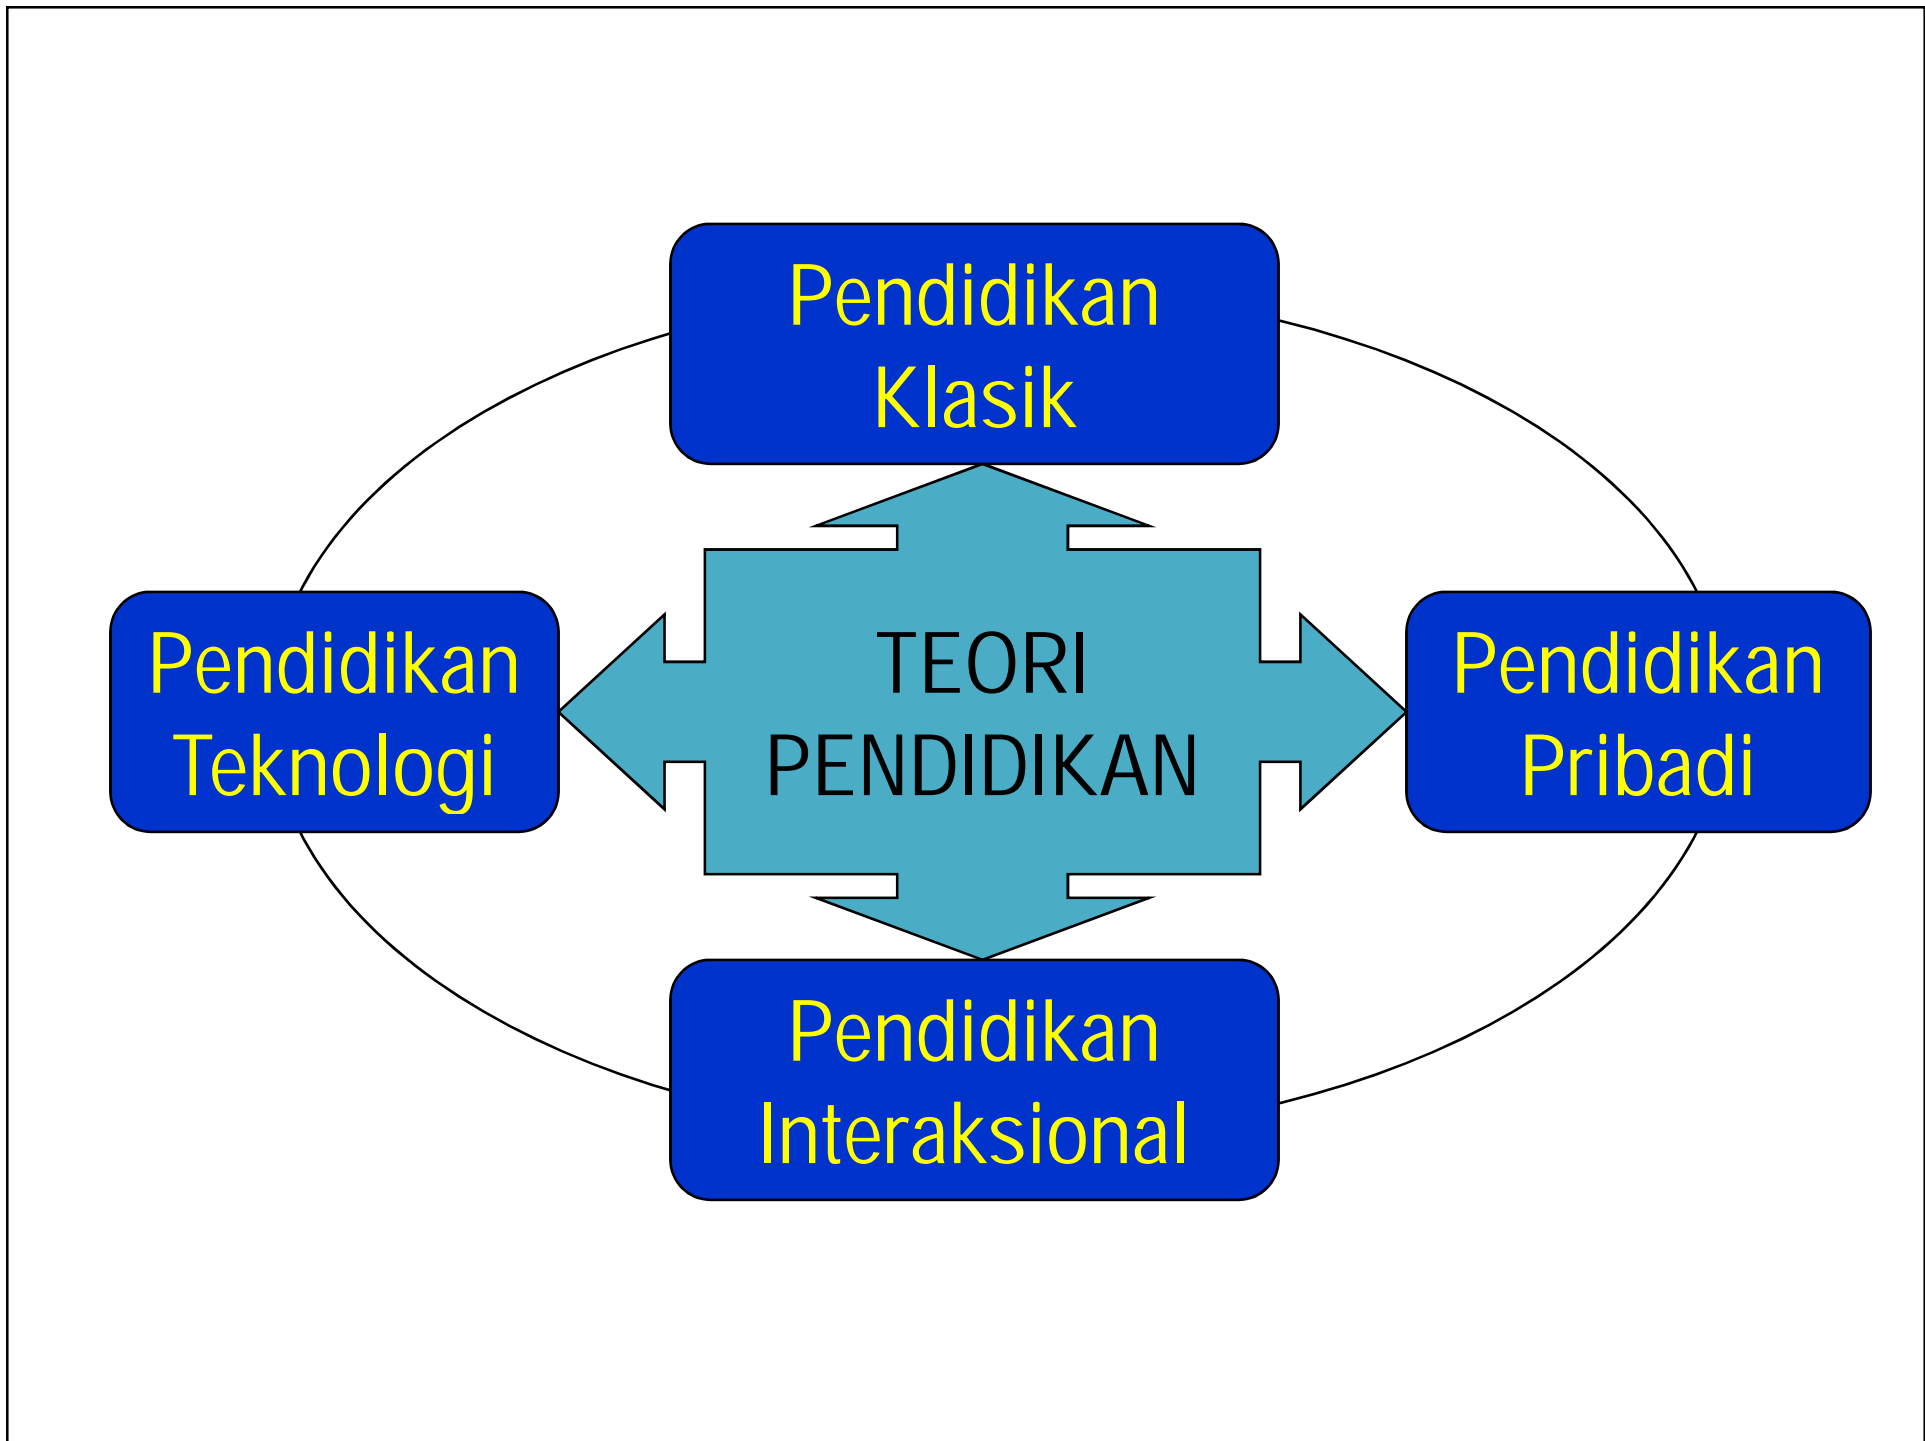 Pendidikan
Klasik
Pendidikan
Teknologi
TEORI
PENDIDIKAN
Pendidikan
Pribadi
Pendidikan
Interaksional